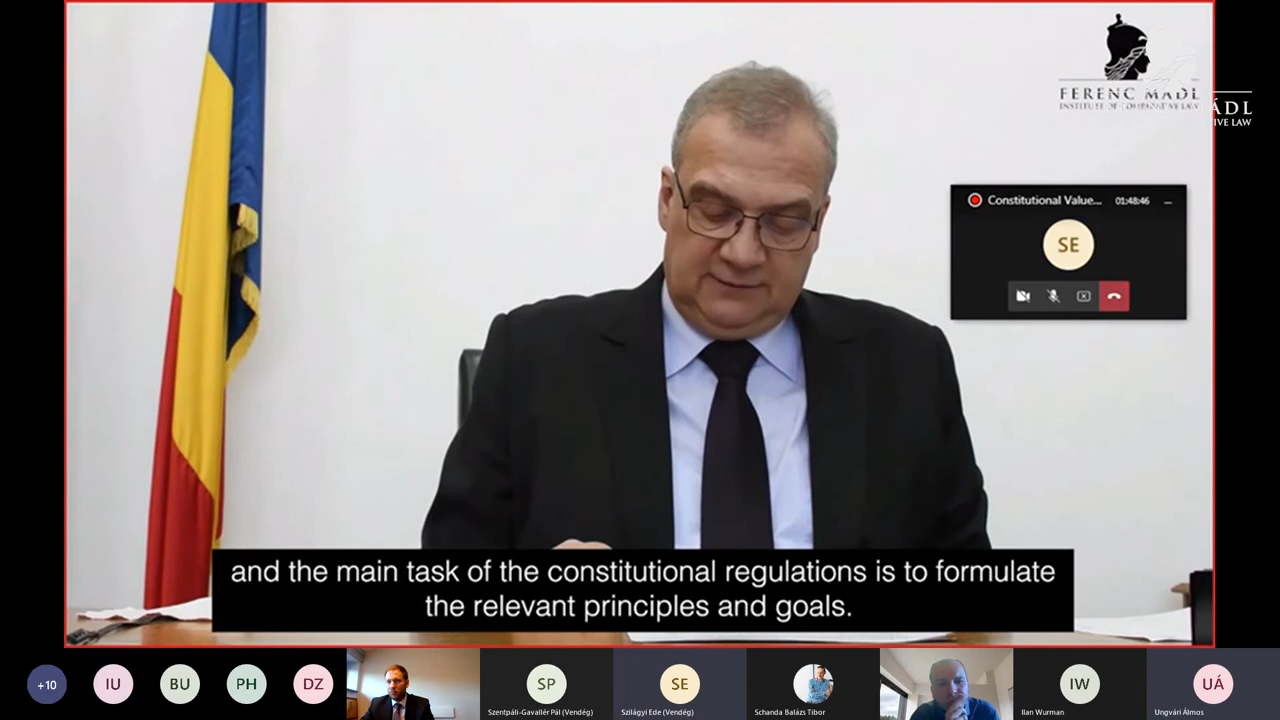 FERENC MÁDL
INSTITUTE OF COMPARATIVE LAW
ÁDL
TIVE LAW
Constitutional Value...
01:48:46
SE
and the main task of the constitutional regulations is to formulate
the relevant principles and goals.
+10
IU
BU
PH
DZ
SP
SE
IW
UÁ
Szentpáli-Gavallér Pál (Vendég)
Szilágyi Ede (Vendég)
Schanda Balázs Tibor
Ilan Wurman
Ungvári Álmos